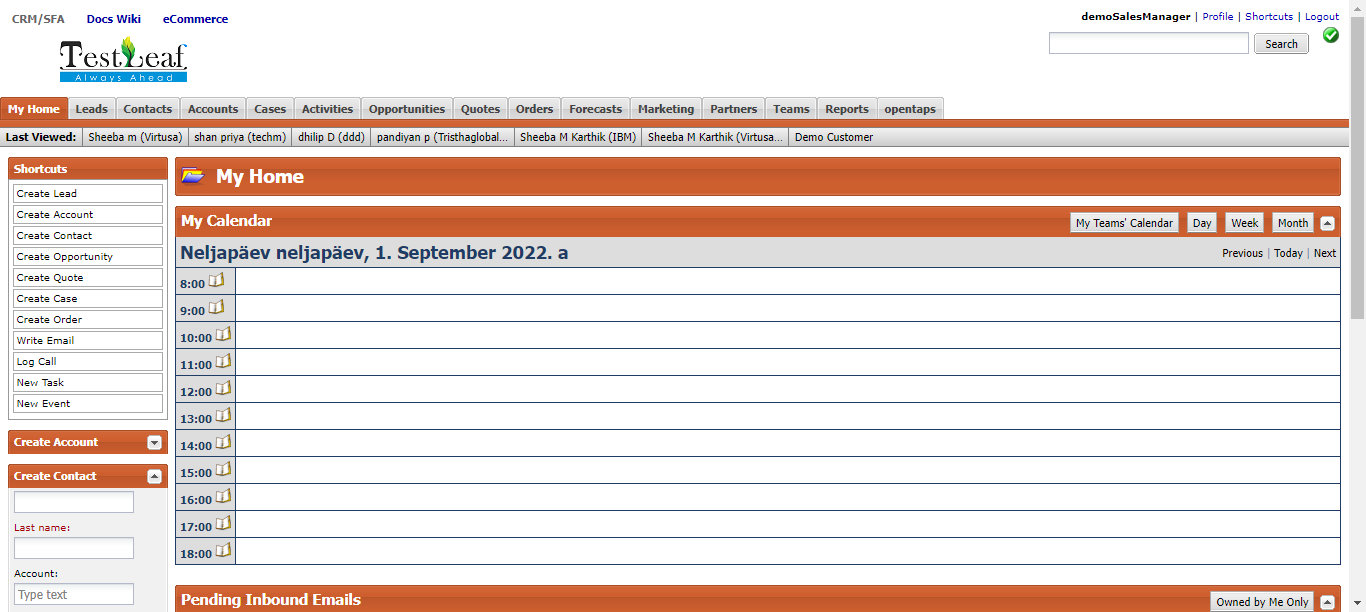 CRM/SFA Docs Wiki eCommerce
demoSalesManager | Profile | Shortcuts | Logout
TestLeaf
Always Ahead
Search
My Home Leads Contacts Accounts Cases Activities Opportunities Quotes Orders Forecasts Marketing Partners Teams Reports opentaps
Last Viewed: Sheeba m (Virtusa) shan priya (techm) dhilip D (ddd) pandiyan p (Tristhaglobal... Sheeba M Karthik (IBM) Sheeba M Karthik (Virtusa... Demo Customer
Shortcuts
Create Lead
Create Account
Create Contact
Create Opportunity
Create Quote
Create Case
Create Order
Write Email
Log Call
New Task
New Event
Create Account
Create Contact
Last name:
Account:
Type text
My Home
My Calendar
My Teams' Calendar Day Week Month
Neljapäev neljapäev, 1. September 2022. a
Previous | Today | Next
8:00
9:00
10:00
11:00
12:00
13:00
14:00
15:00
16:00
17:00
18:00
Pending Inbound Emails
Owned by Me Only